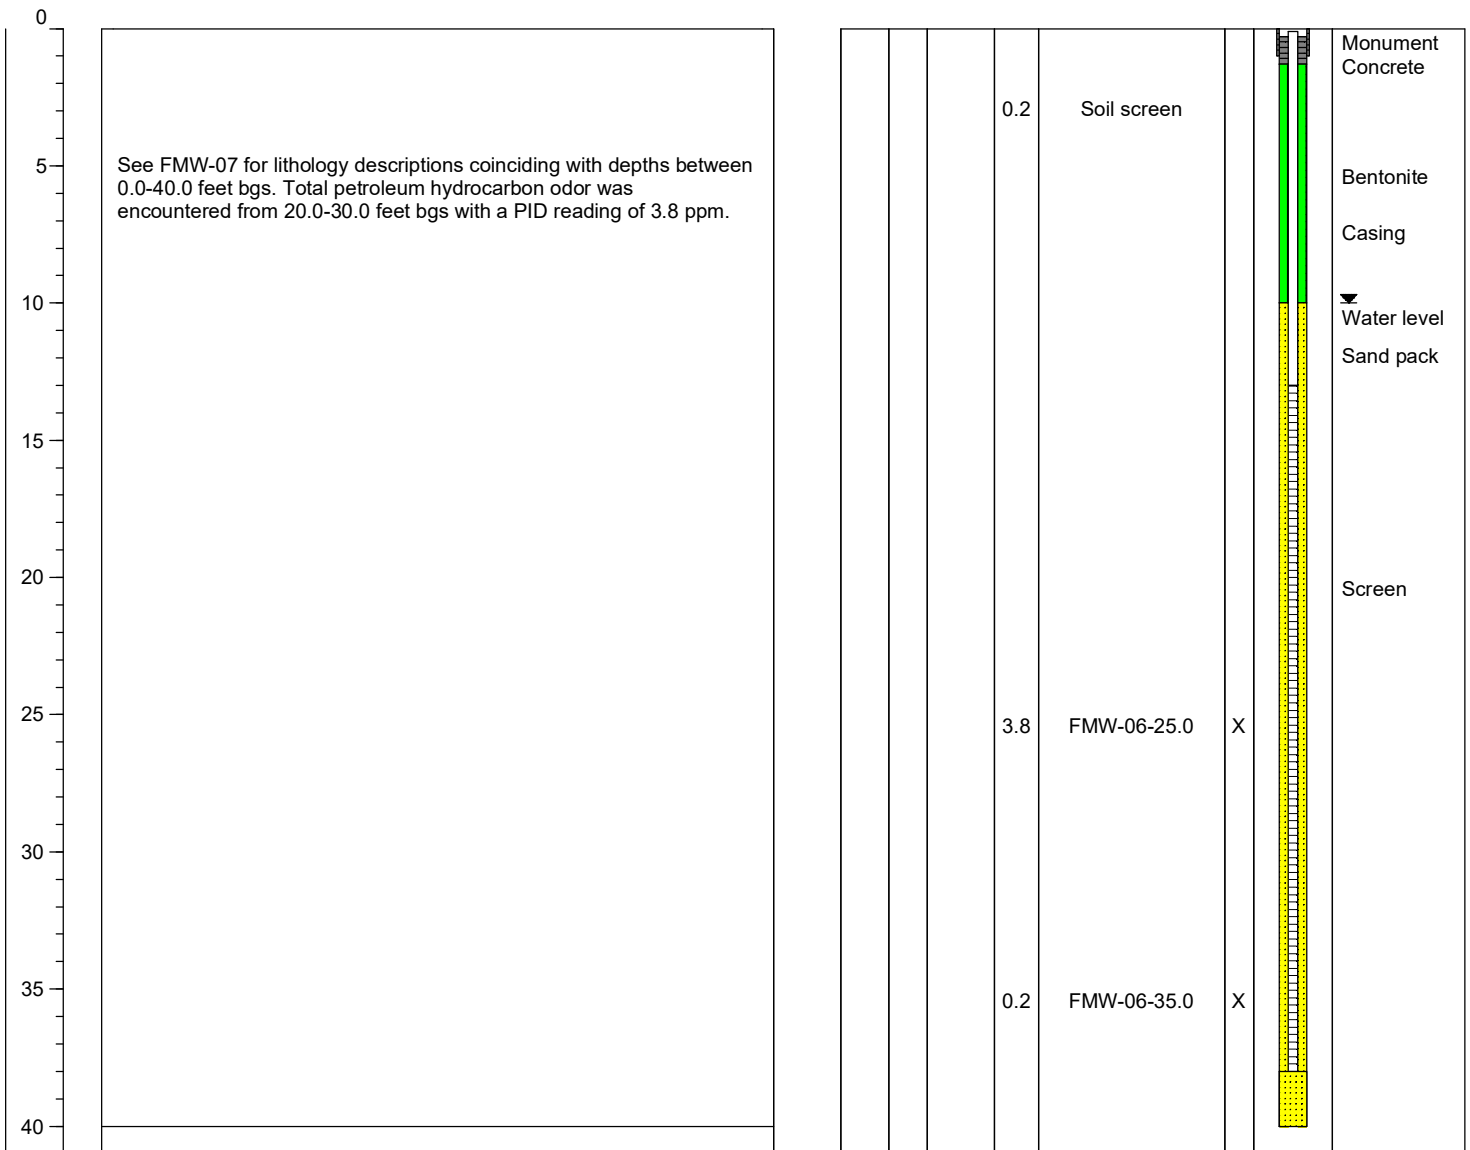 0
Monument
Concrete
0.2 Soil screen
5
See FMW-07 for lithology descriptions coinciding with depths between
0.0-40.0 feet bgs. Total petroleum hydrocarbon odor was
encountered from 20.0-30.0 feet bgs with a PID reading of 3.8 ppm.
Bentonite
Casing
10
Water level
Sand pack
15
20
Screen
25
3.8 FMW-06-25.0 X
30
35
0.2 FMW-06-35.0 X
40